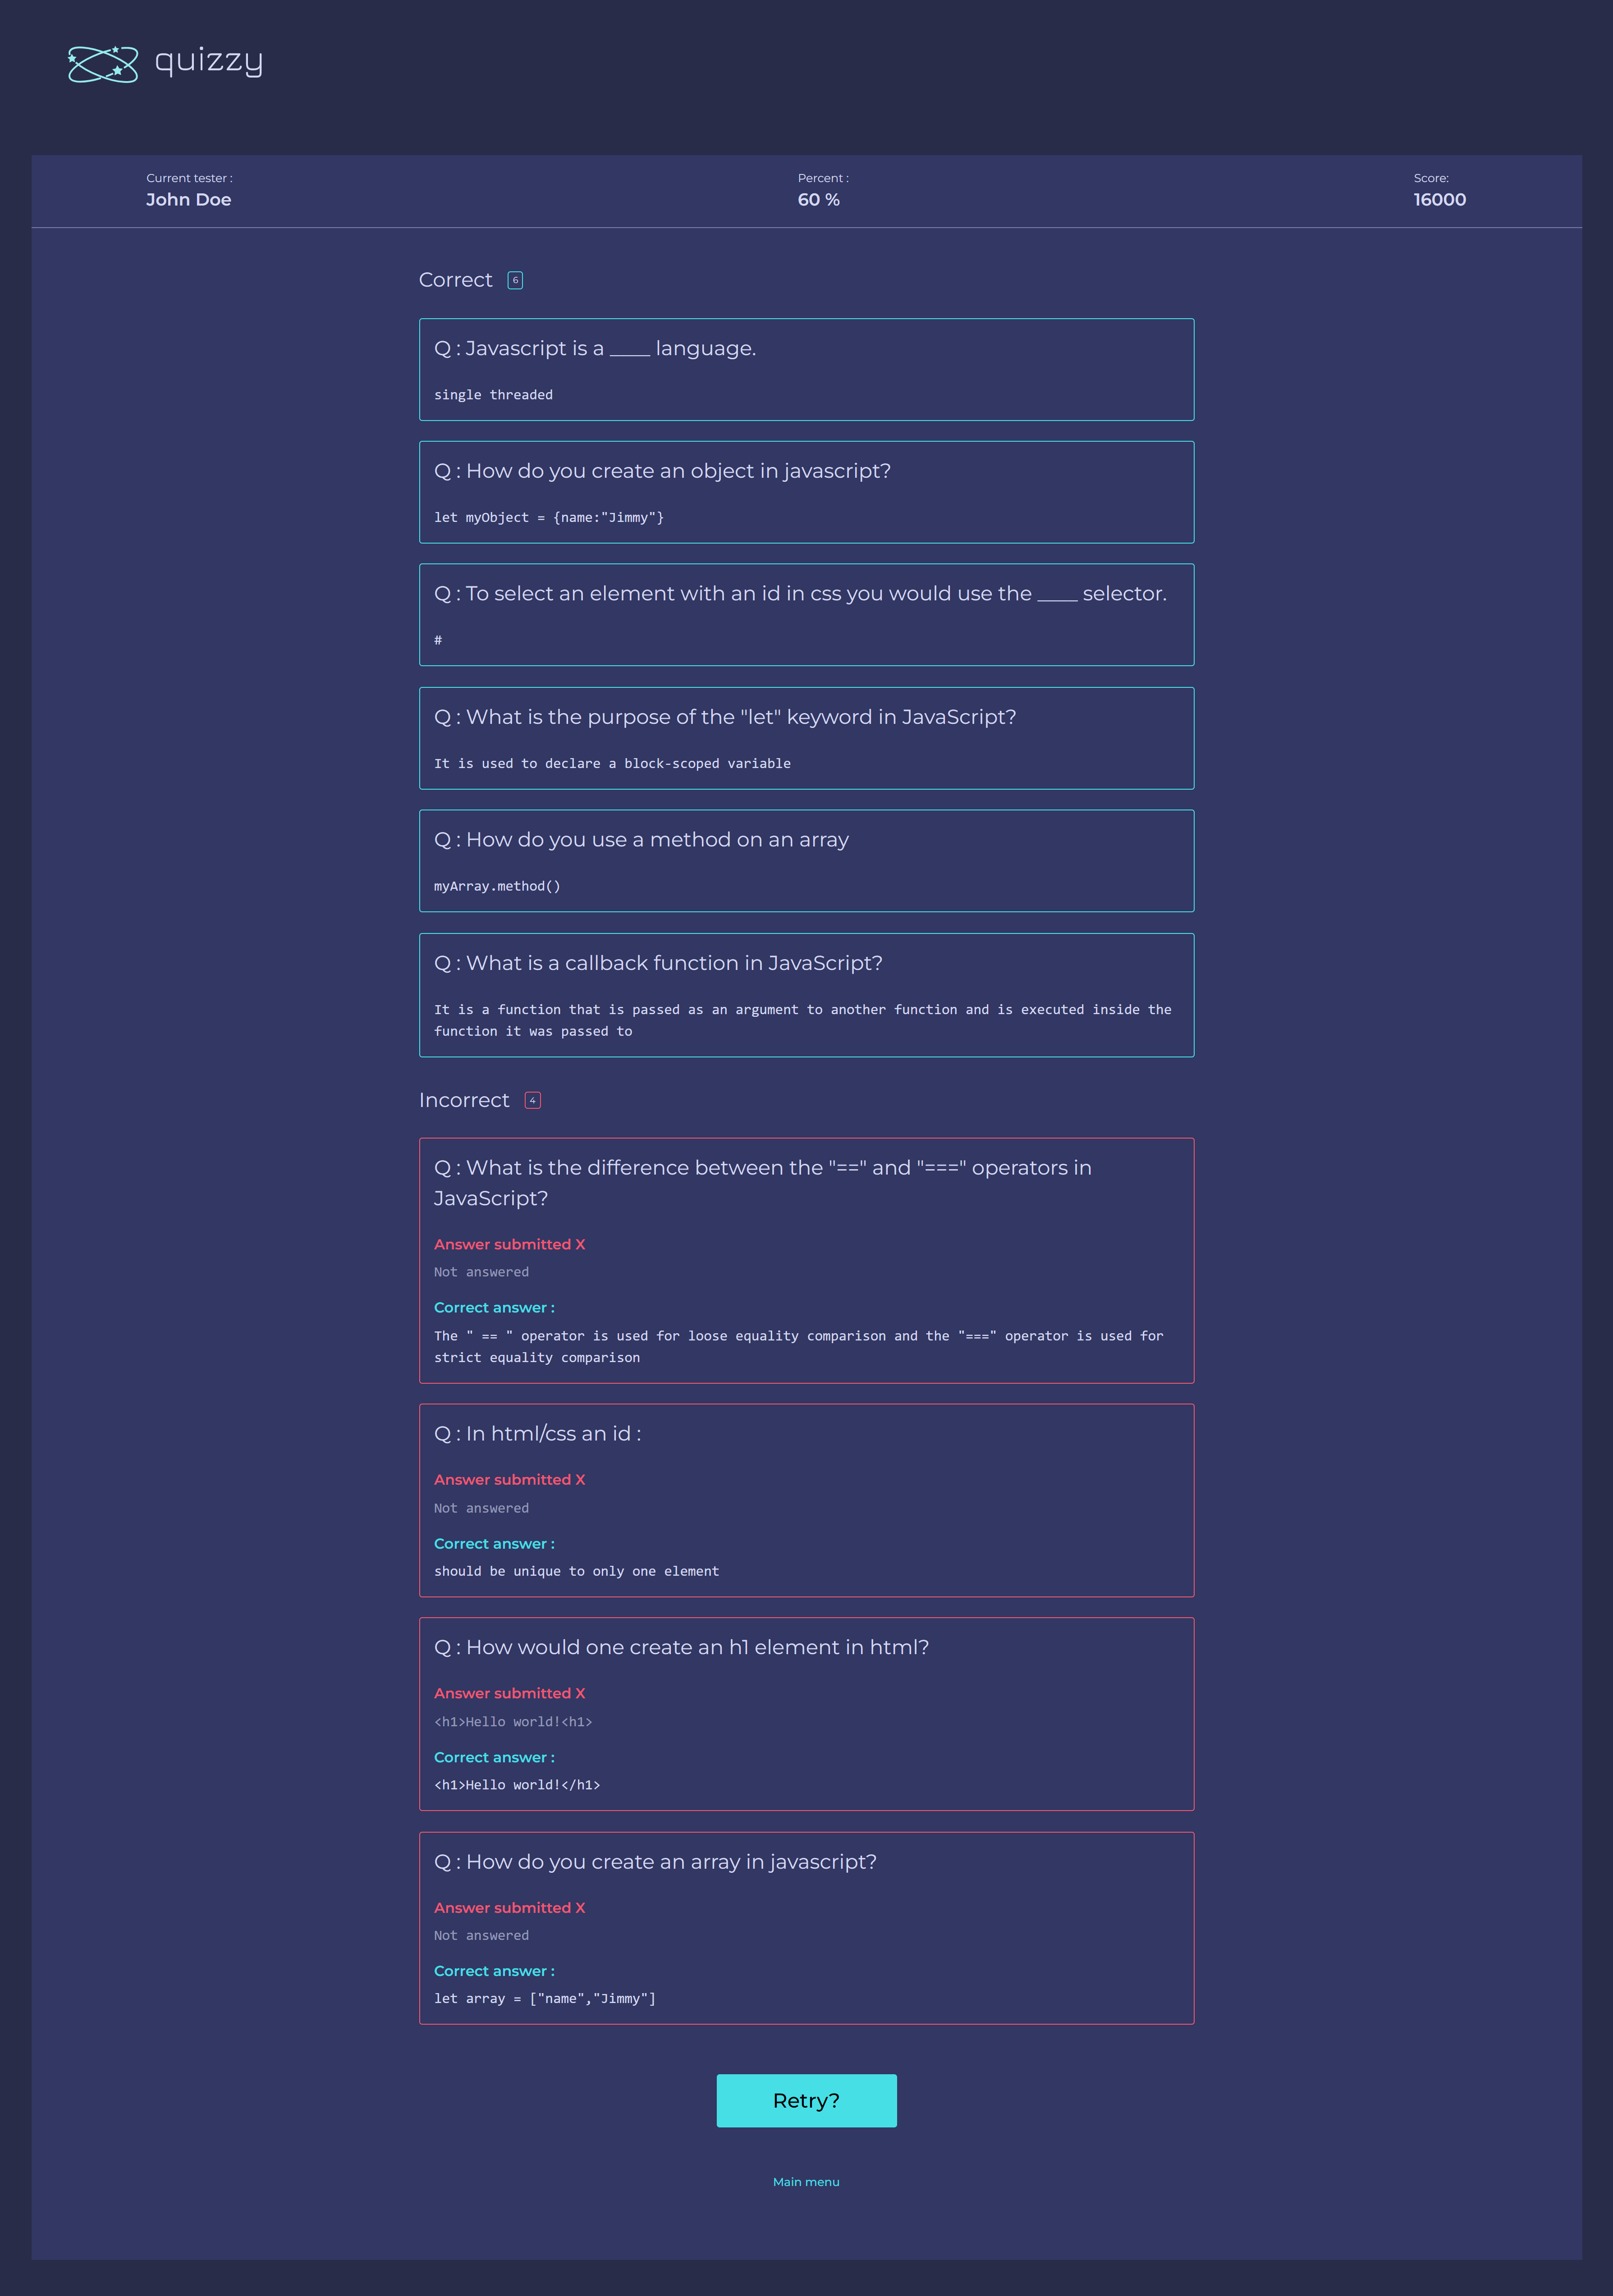 quizzy
Current tester :
John Doe
Percent :
60 %
Score:
16000
Correct 6
Q : Javascript is a ____ language.
single threaded
Q : How do you create an object in javascript?
let myObject = {name:"Jimmy"}
Q : To select an element with an id in css you would use the ____ selector.
#
Q : What is the purpose of the "let" keyword in JavaScript?
It is used to declare a block-scoped variable
Q : How do you use a method on an array
myArray.method()
Q : What is a callback function in JavaScript?
It is a function that is passed as an argument to another function and is executed inside the
function it was passed to
Incorrect 4
Q : What is the difference between the "==" and "===" operators in
JavaScript?
Answer submitted X
Not answered
Correct answer :
The " == " operator is used for loose equality comparison and the "===" operator is used for
strict equality comparison
Q : In html/css an id :
Answer submitted X
Not answered
Correct answer :
should be unique to only one element
Q : How would one create an h1 element in html?
Answer submitted X
<h1>Hello world!<h1>
Correct answer :
<h1>Hello world!</h1>
Q : How do you create an array in javascript?
Answer submitted X
Not answered
Correct answer :
let array = ["name","Jimmy"]
Retry?
Main menu